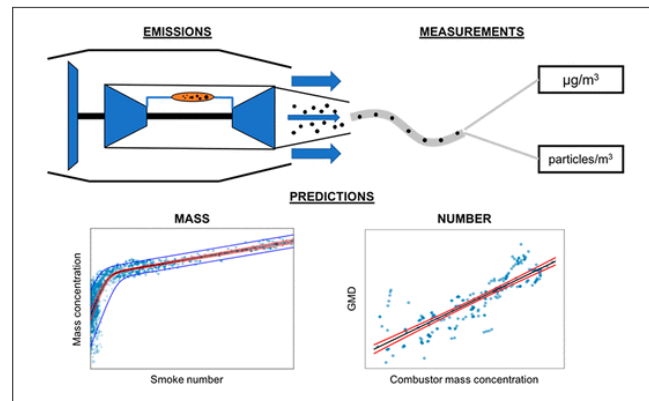 EMISSIONS
MEASUREMENTS
µg/m³
particles/m³
PREDICTIONS
MASS
NUMBER
Mass concentration
Smoke number
GMD
Combustor mass concentration